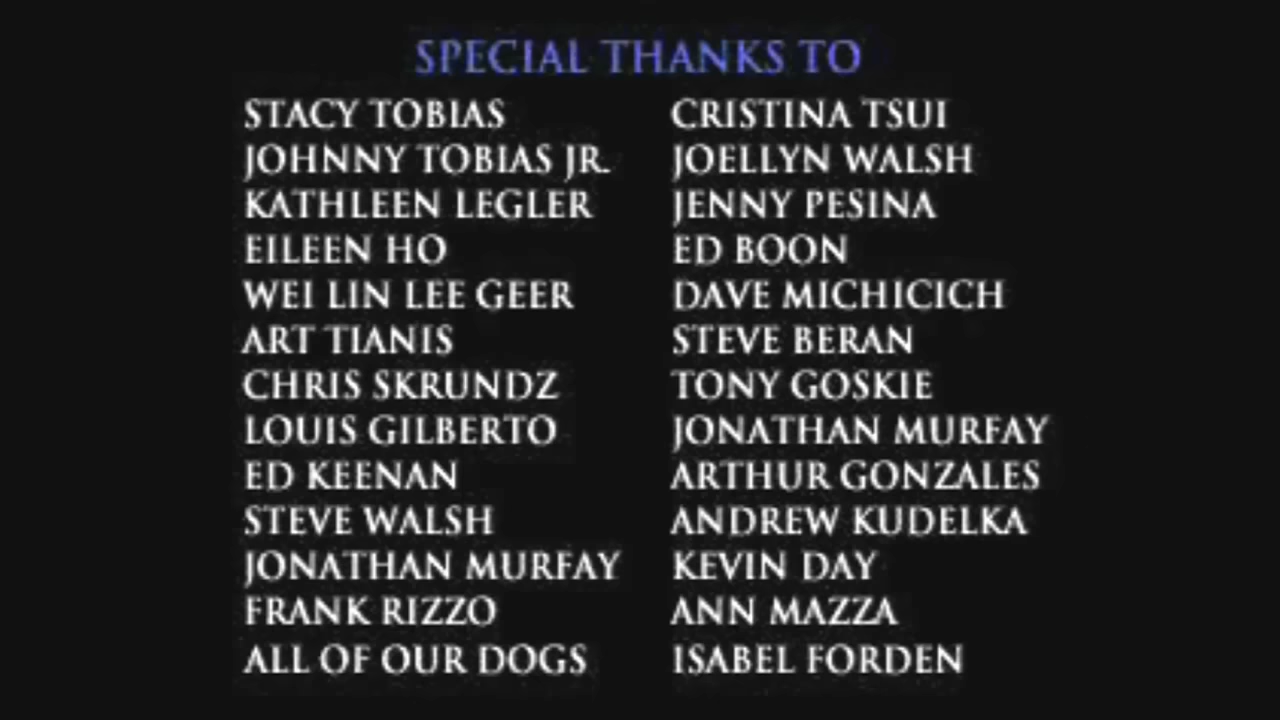 SPECIAL THANKS TO
STACY TOBIAS
JOHNNY TOBIAS JR.
KATHLEEN LEGLER
EILEEN HO
WEI LIN LEE GEER
ART TIANIS
CHRIS SKRUNDZ
LOUIS GILBERTO
ED KEENAN
STEVE WALSH
JONATHAN MURFAY
FRANK RIZZO
ALL OF OUR DOGS
CRISTINA TSUI
JOELLYN WALSH
JENNY PESINA
ED BOON
DAVE MICHICICH
STEVE BERAN
TONY GOSKIE
JONATHAN MURFAY
ARTHUR GONZALES
ANDREW KUDELKA
KEVIN DAY
ANN MAZZA
ISABEL FORDEN